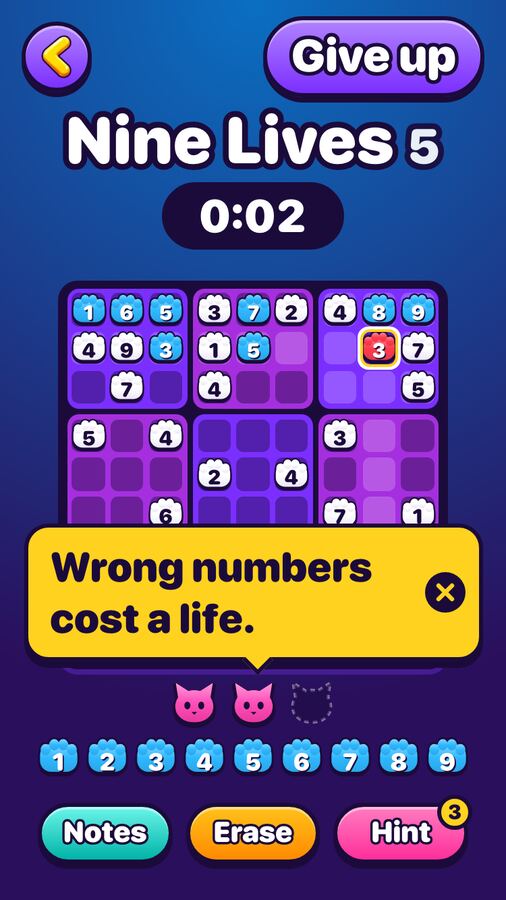 Give up
Nine Lives 5
0:02
1 6 5 3 7 2 4 8 9
4 9 3 1 5 3 7
7 4 5
5 4 3
2 4
6 7 1
Wrong numbers
cost a life.
1 2 3 4 5 6 7 8 9
3
Notes Erase Hint